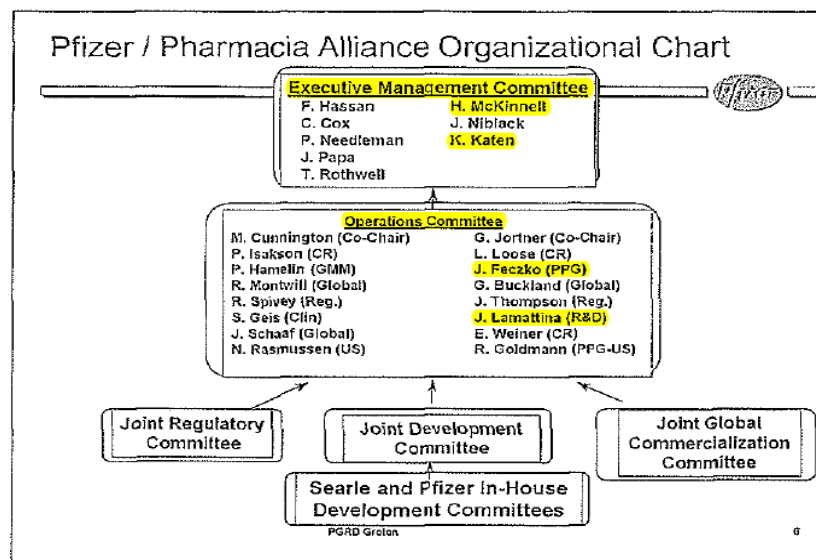 Pfizer / Pharmacia Alliance Organizational Chart
Executive Management Committee
F. Hassan
C. Cox
P. Needleman
J. Papa
T. Rothwell
H. McKinnell
J. Niblack
K. Katen
Operations Committee
M. Cunnington (Co-Chair)
P. Isakson (CR)
P. Hamelin (GMM)
R. Montwill (Global)
R. Spivey (Reg.)
S. Geis (Clin)
J. Schaaf (Global)
N. Rasmussen (US)
G. Jortner (Co-Chair)
L. Loose (CR)
J. Feczko (PPG)
G. Buckland (Global)
J. Thompson (Reg.)
J. Lamattina (R&D)
E. Weiner (CR)
R. Goldmann (PPG-US)
Joint Regulatory
Committee
Joint Development
Committee
Joint Global
Commercialization
Committee
Searle and Pfizer In-House
Development Committees
PGRD Groton
6